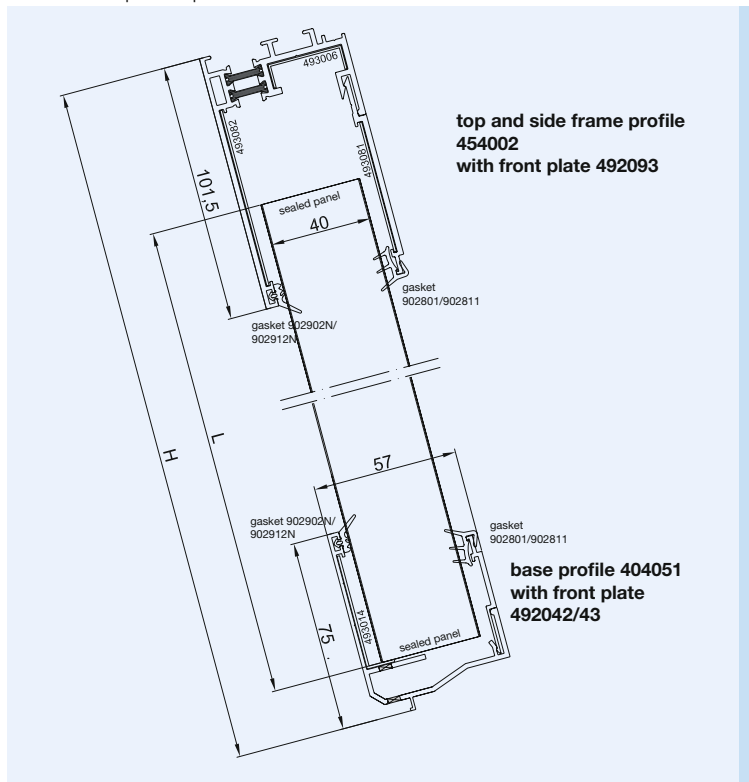 493006
top and side frame profile
454002
with front plate 492093
493082
493081
101,5
sealed panel
40
gasket
902801/902811
gasket 902902N/
902912N
L
H
57
gasket 902902N/
902912N
gasket
902801/902811
base profile 404051
with front plate
492042/43
493014
75
sealed panel